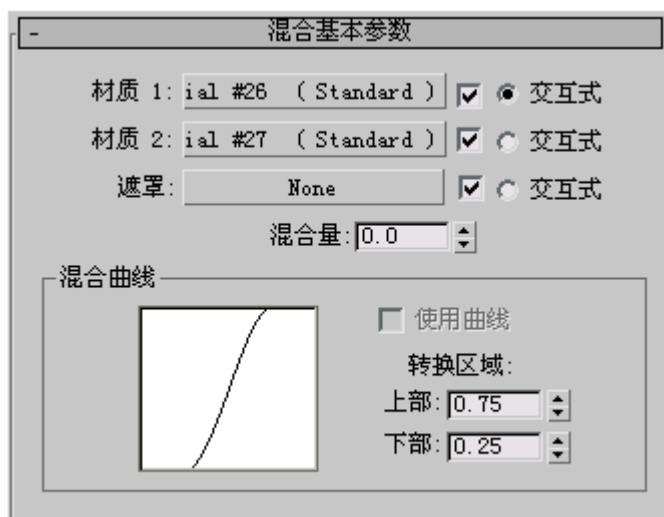 - 混合基本参数
材质 1: ial #26 ( Standard ) 交互式
材质 2: ial #27 ( Standard ) 交互式
遮罩: None 交互式
混合量: 0.0
混合曲线
使用曲线
转换区域:
上部: 0.75
下部: 0.25